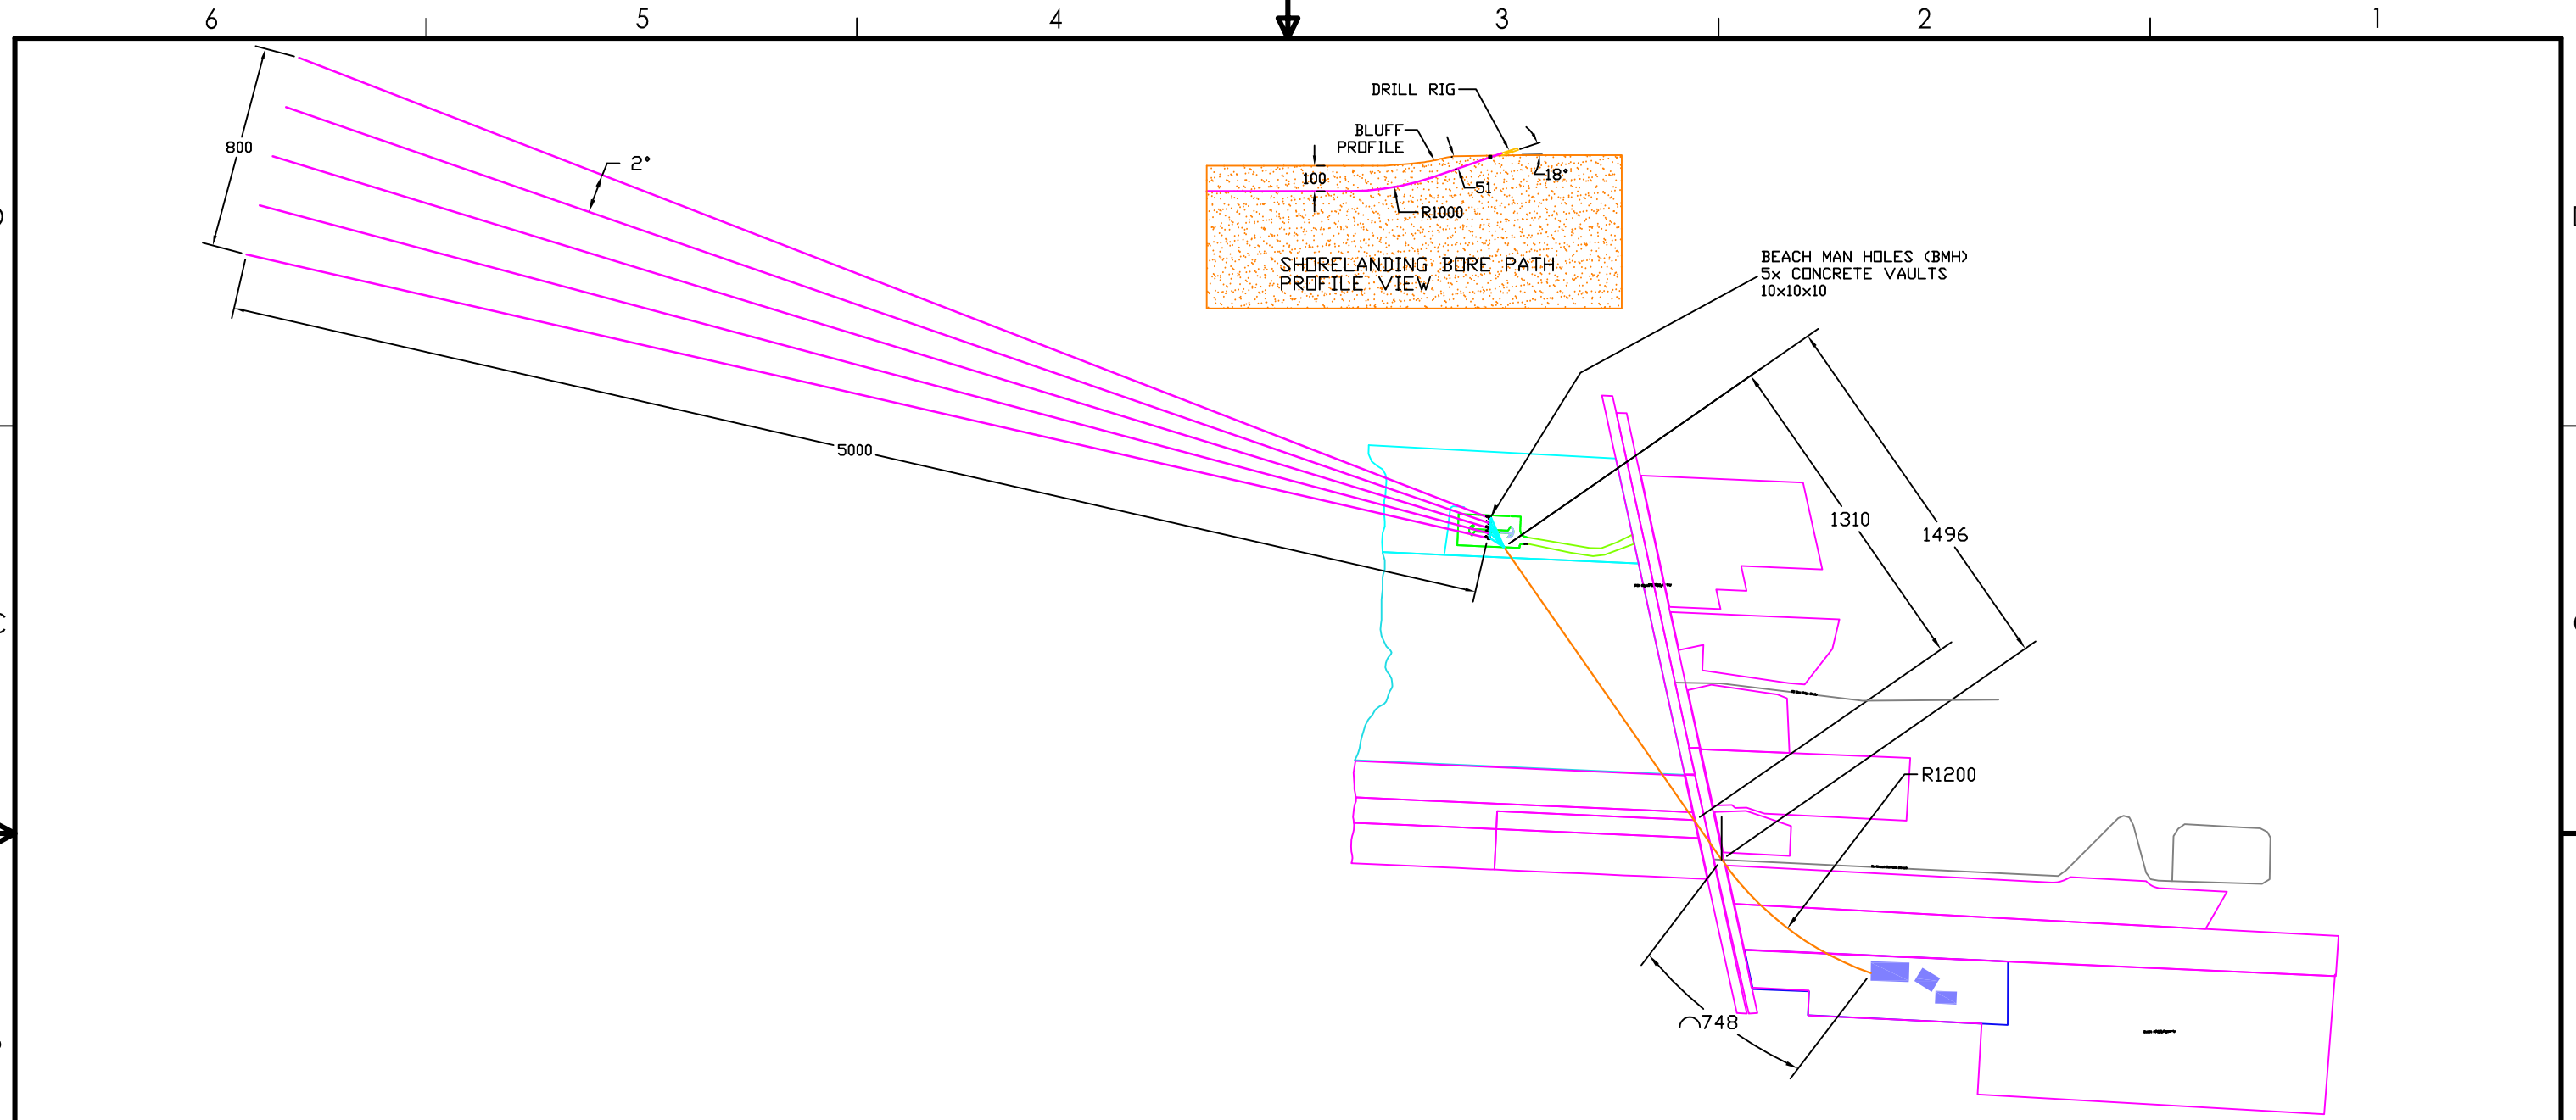 6 5 4 3 2 1
DRILL RIG
BLUFF
PROFILE
800
2°
100
18°
51
R1000
SHORELANDING BORE PATH
PROFILE VIEW
BEACH MAN HOLES (BMH)
5x CONCRETE VAULTS
10x10x10
5000
1310
1496
R1200
⌒748